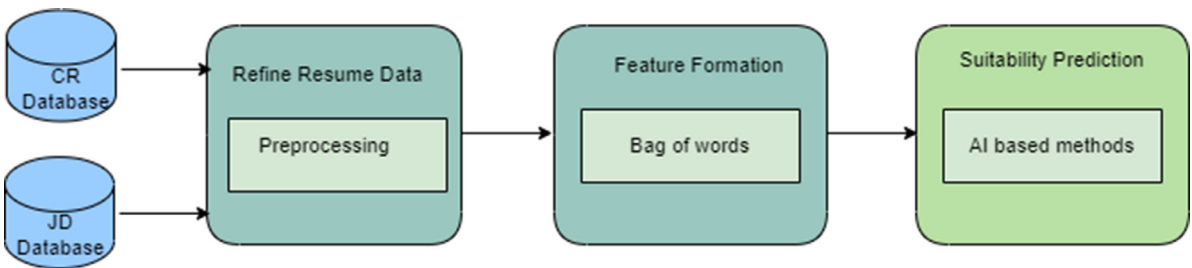 CR
Database
JD
Database
Refine Resume Data
Preprocessing
Feature Formation
Bag of words
Suitability Prediction
AI based methods